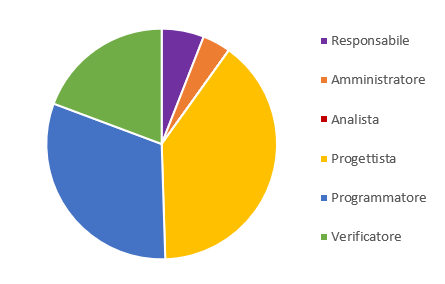 Responsabile
Amministratore
Analista
Progettista
Programmatore
Verificatore